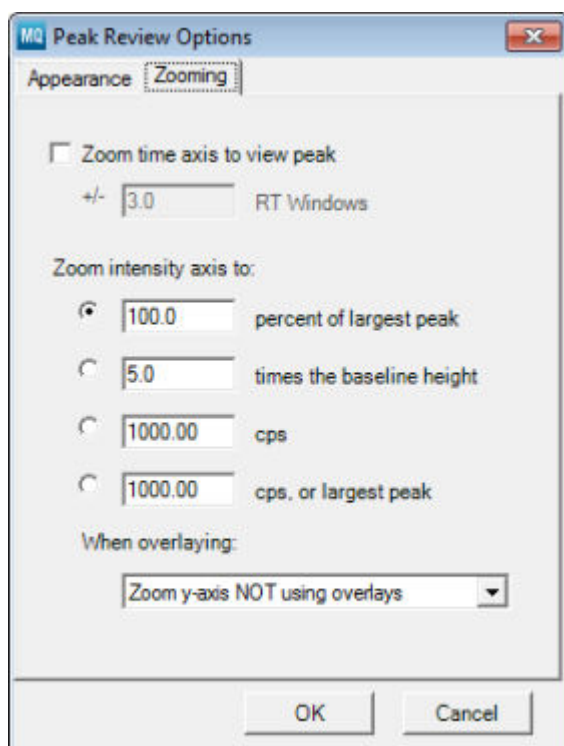 MQ Peak Review Options
Appearance Zooming
Zoom time axis to view peak
+/- 3.0 RT Windows
Zoom intensity axis to:
100.0 percent of largest peak
5.0 times the baseline height
1000.00 cps
1000.00 cps, or largest peak
When overlaying:
Zoom y-axis NOT using overlays
OK Cancel